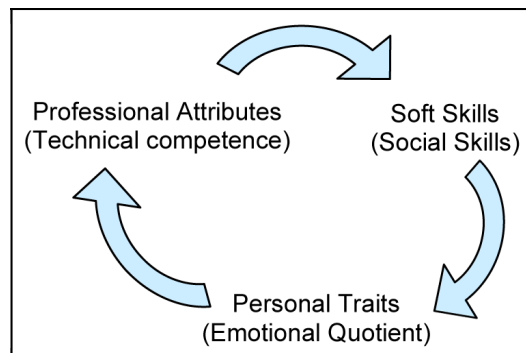 Professional Attributes
(Technical competence)
Soft Skills
(Social Skills)
Personal Traits
(Emotional Quotient)